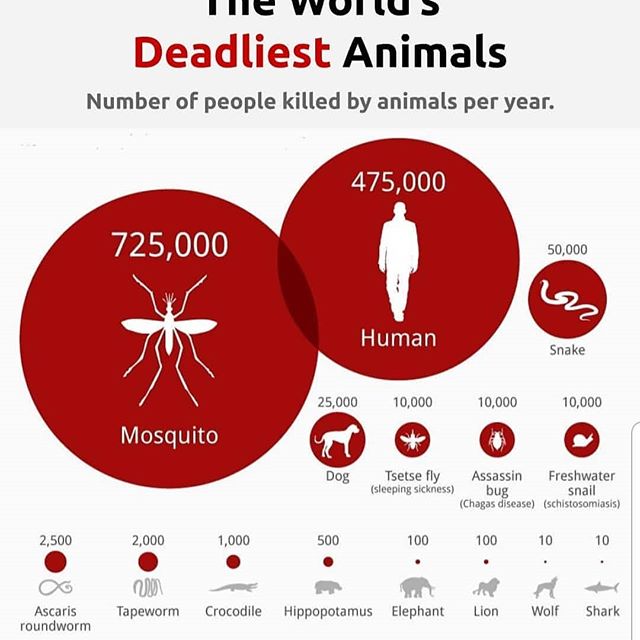 The World's
Deadliest Animals
Number of people killed by animals per year.
475,000
Human
725,000
Mosquito
50,000
Snake
25,000
Dog
10,000
Tsetse fly
(sleeping sickness)
10,000
Assassin
bug
(Chagas disease)
10,000
Freshwater
snail
(schistosomiasis)
2,500
Ascaris
roundworm
2,000
Tapeworm
1,000
Crocodile
500
Hippopotamus
100
Elephant
100
Lion
10
Wolf
10
Shark